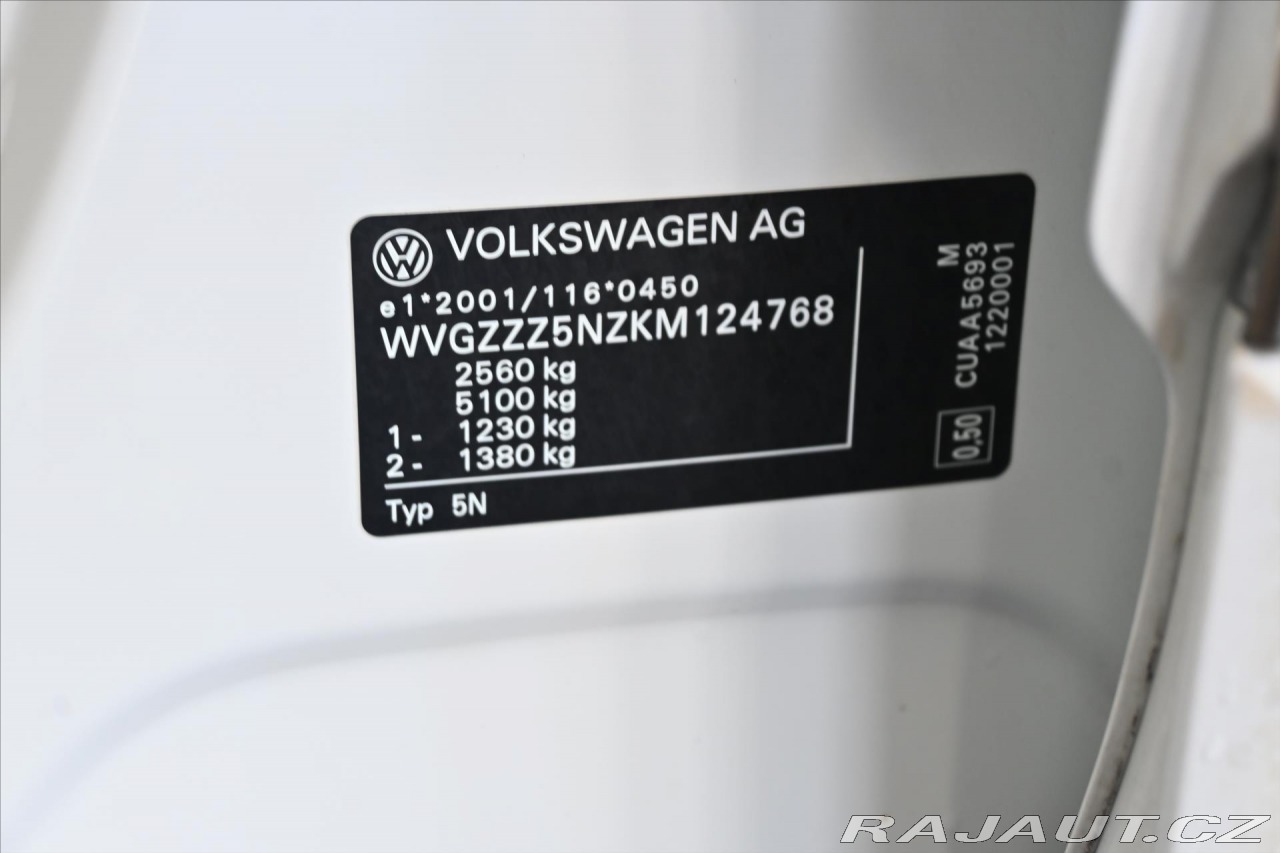 VOLKSWAGEN AG
e1*2001/116*0450
WVGZZZ5NZKM124768
2560 kg
5100 kg
1- 1230 kg
2- 1380 kg
Typ 5N
M
CUAA5693
1220001
0,50
RAJAUT.CZ